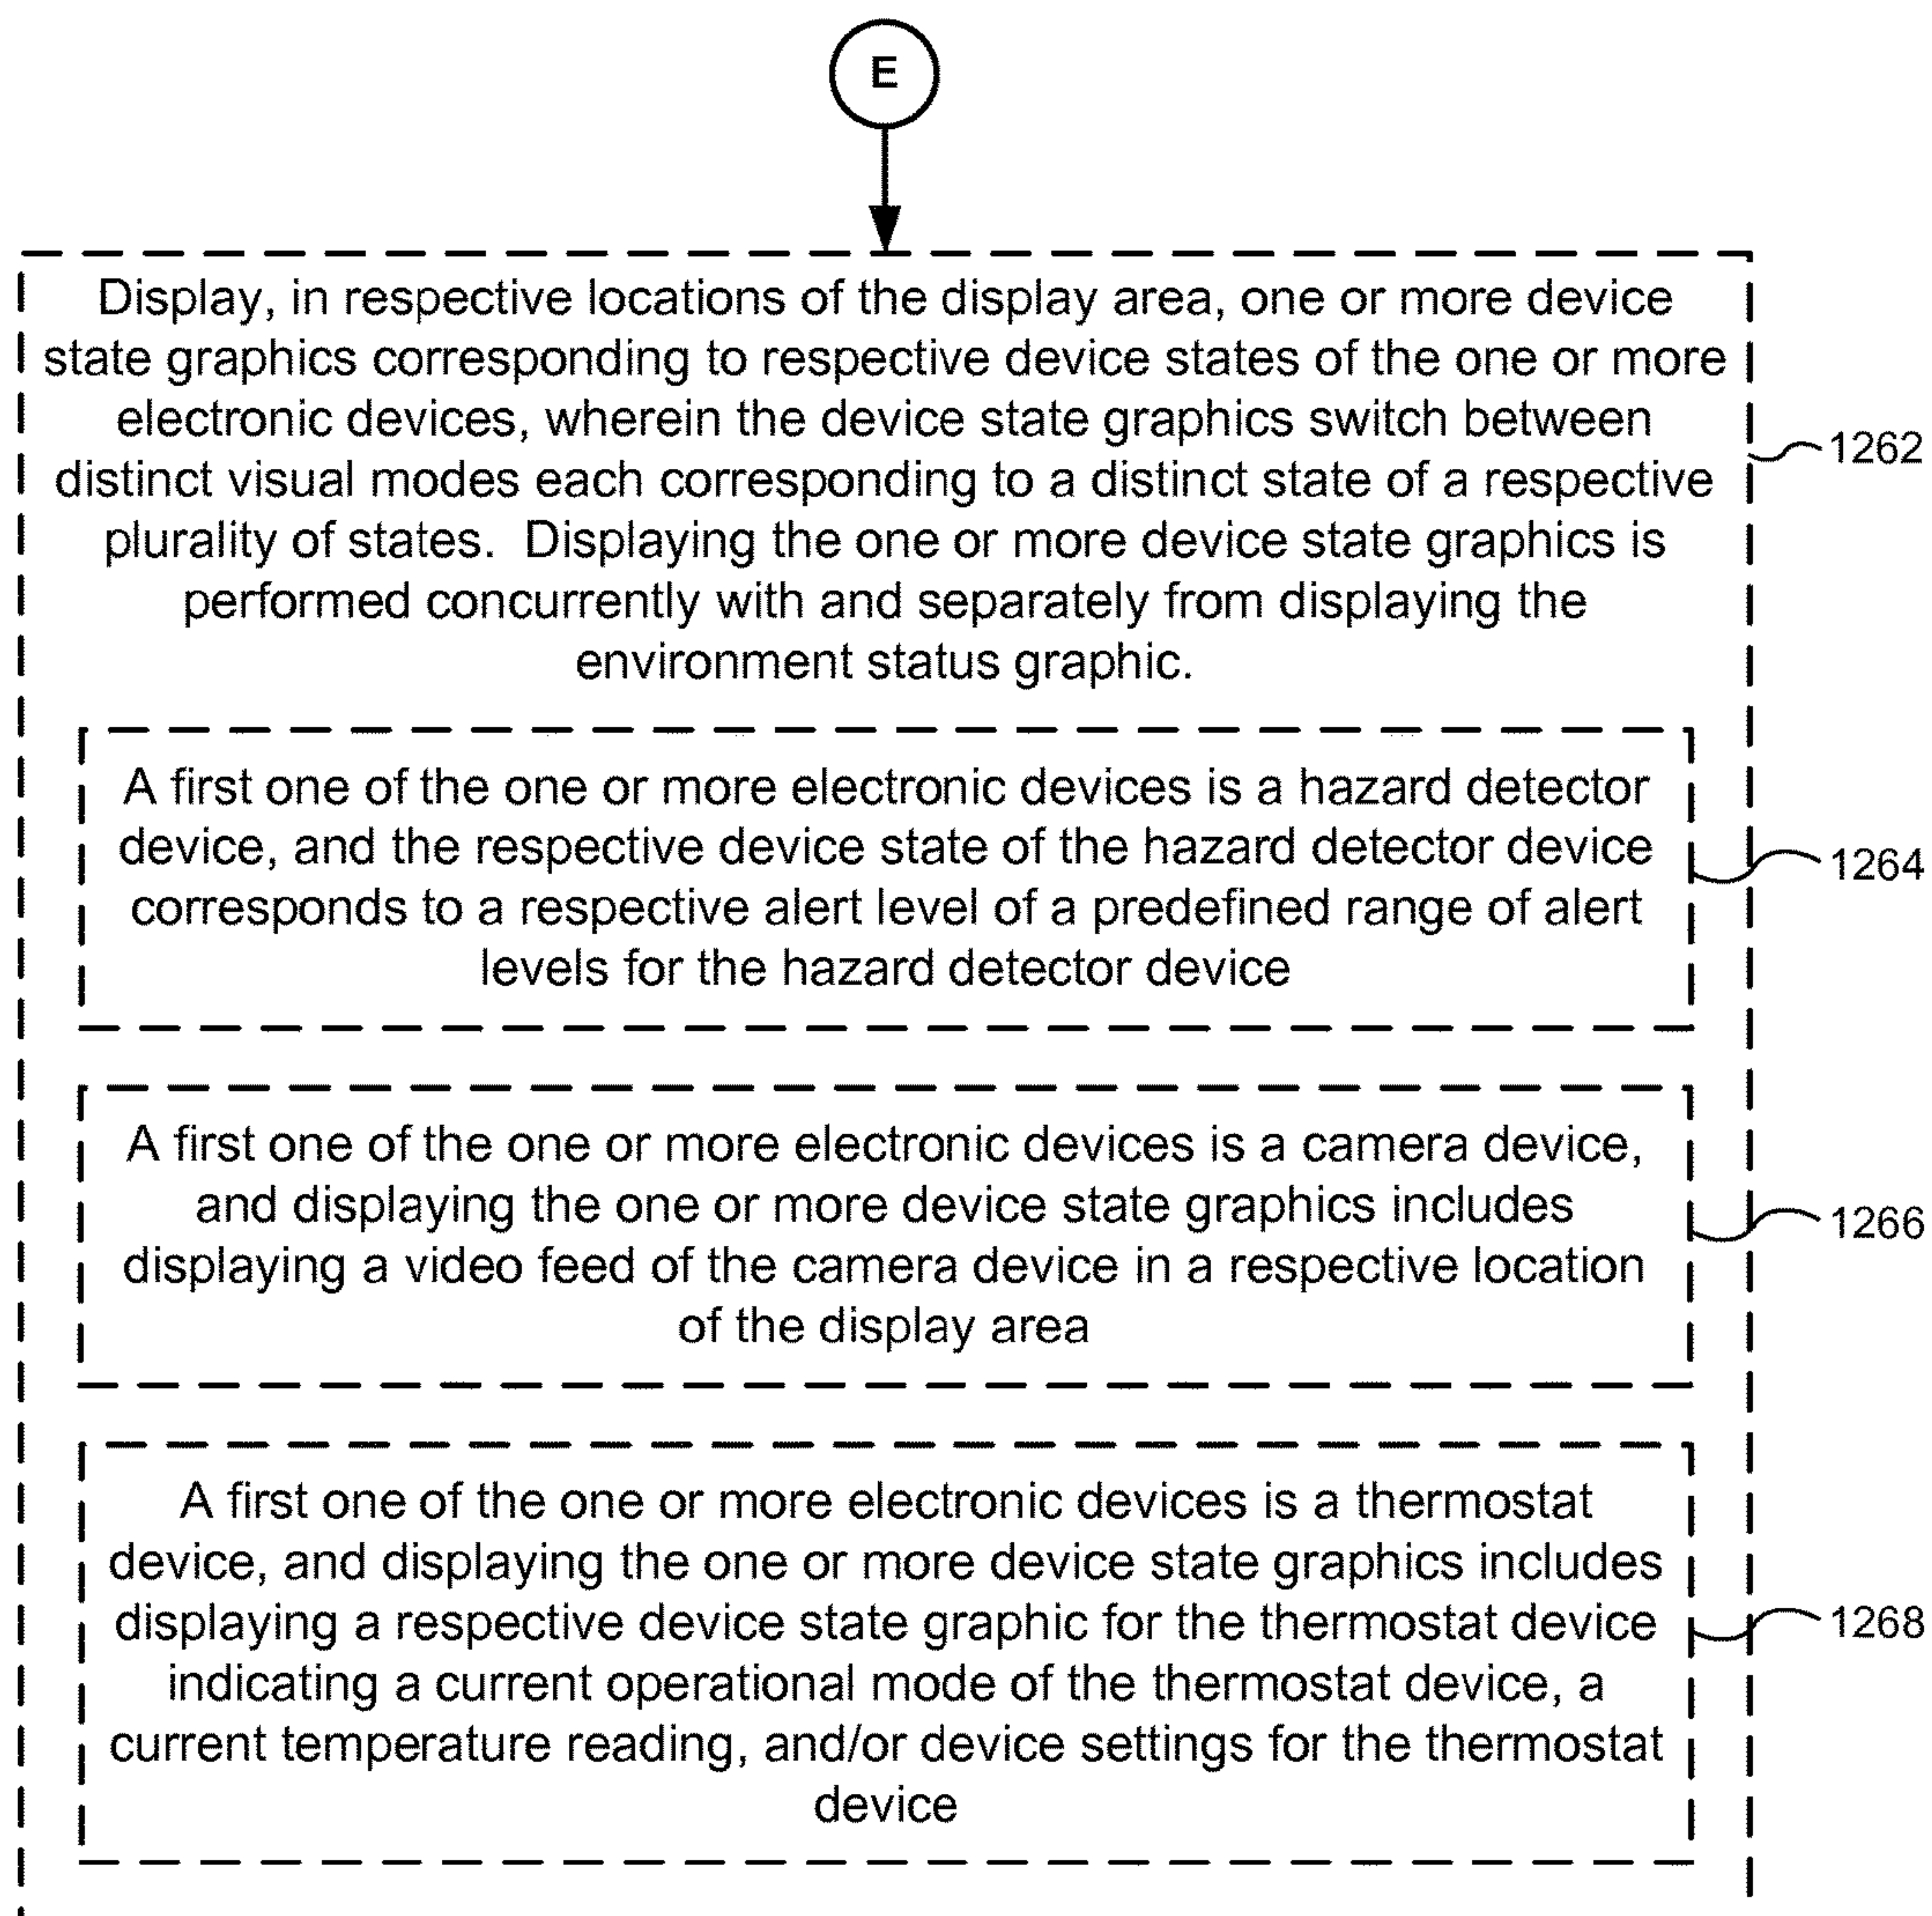 E
Display, in respective locations of the display area, one or more device
state graphics corresponding to respective device states of the one or more
electronic devices, wherein the device state graphics switch between
distinct visual modes each corresponding to a distinct state of a respective
plurality of states.  Displaying the one or more device state graphics is
performed concurrently with and separately from displaying the
environment status graphic.
1262
A first one of the one or more electronic devices is a hazard detector
device, and the respective device state of the hazard detector device
corresponds to a respective alert level of a predefined range of alert
levels for the hazard detector device
1264
A first one of the one or more electronic devices is a camera device,
and displaying the one or more device state graphics includes
displaying a video feed of the camera device in a respective location
of the display area
1266
A first one of the one or more electronic devices is a thermostat
device, and displaying the one or more device state graphics includes
displaying a respective device state graphic for the thermostat device
indicating a current operational mode of the thermostat device, a
current temperature reading, and/or device settings for the thermostat
device
1268